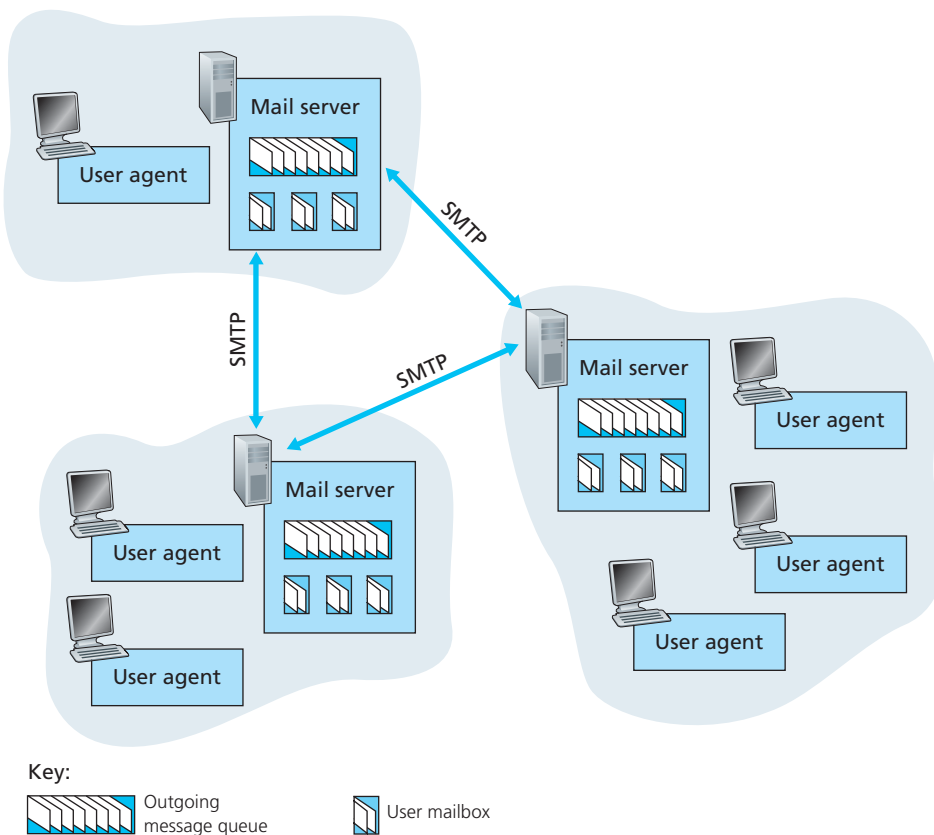 Mail server
User agent
SMTP
SMTP
SMTP
Mail server
User agent
User agent
User agent
Mail server
User agent
User agent
Key:
Outgoing
message queue
User mailbox